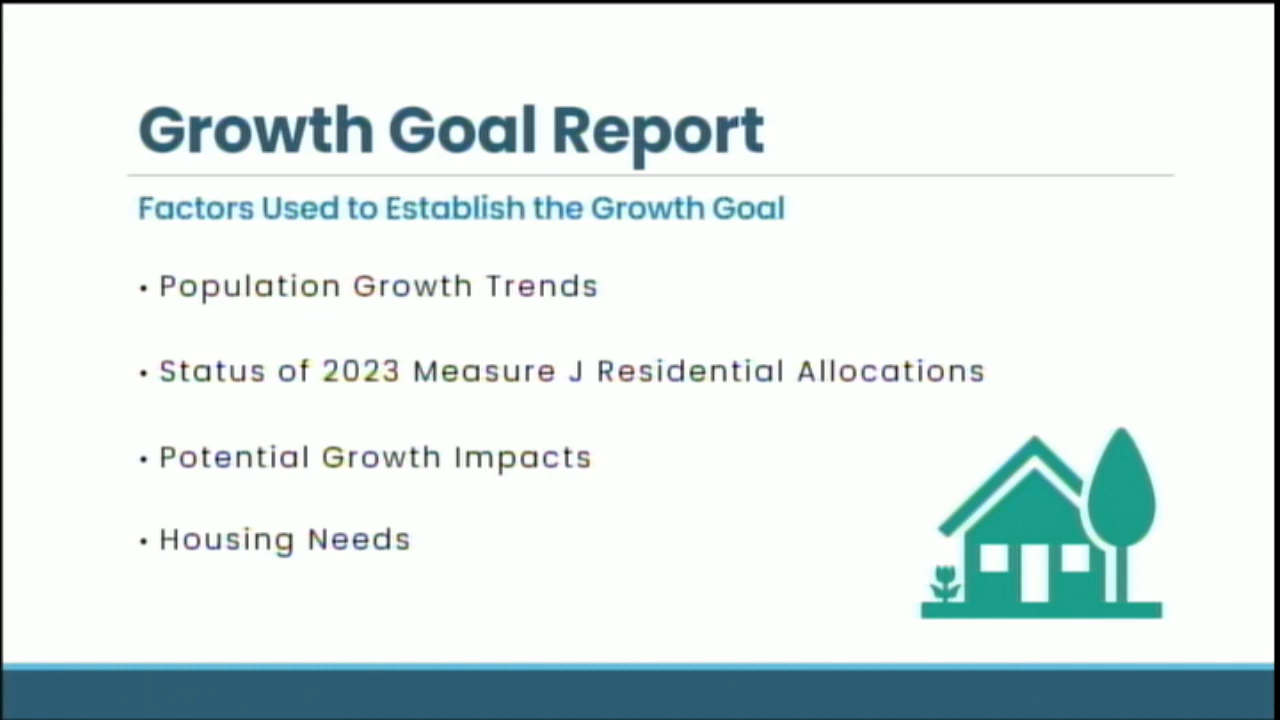 Growth Goal Report
Factors Used to Establish the Growth Goal
• Population Growth Trends
• Status of 2023 Measure J Residential Allocations
• Potential Growth Impacts
• Housing Needs